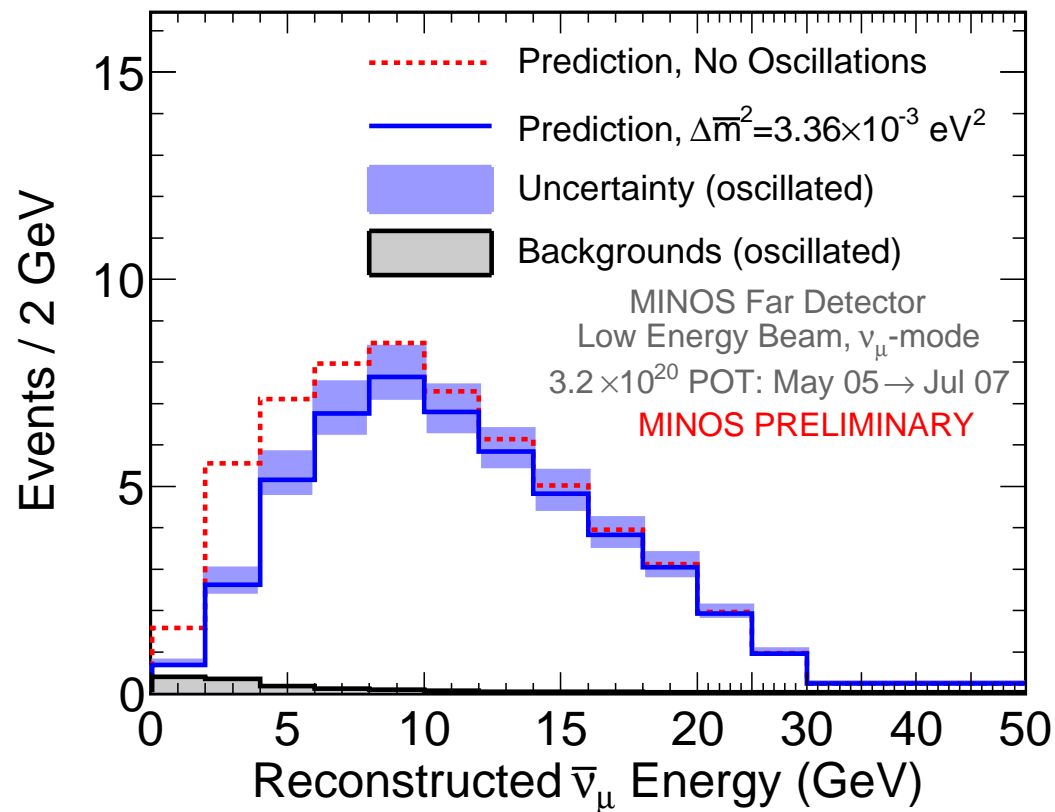 Prediction, No Oscillations
Prediction, Δm̅²=3.36×10⁻³ eV²
Uncertainty (oscillated)
Backgrounds (oscillated)
MINOS Far Detector
Low Energy Beam, νμ-mode
3.2×10²⁰ POT: May 05→Jul 07
MINOS PRELIMINARY
Events / 2 GeV
15
10
5
0
0 5 10 15 20 30 40 50
Reconstructed ν̅μ Energy (GeV)